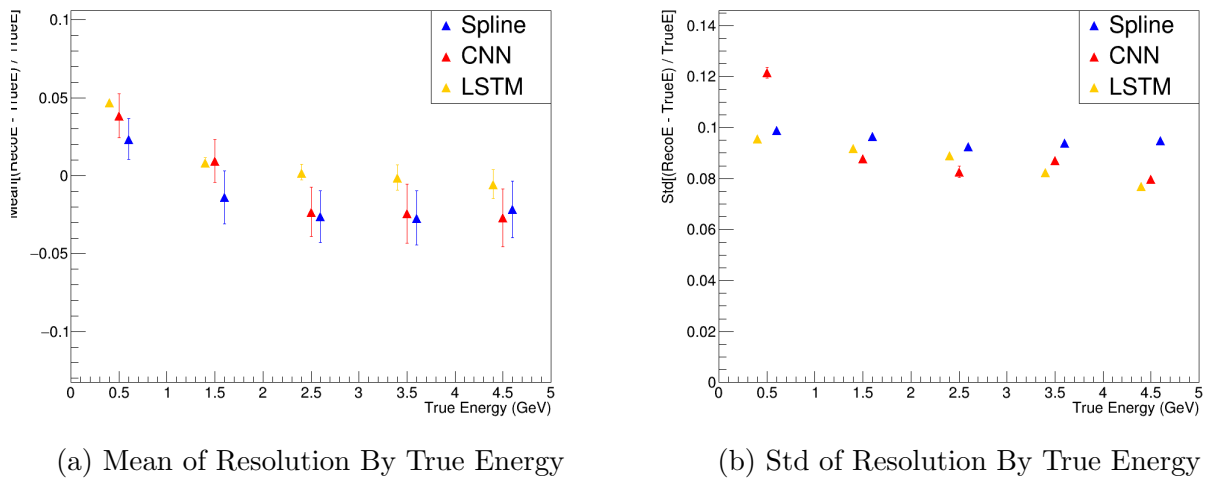 Spline
CNN
LSTM
0.1
0.05
0
−0.05
−0.1
0 0.5 1 1.5 2 2.5 3 3.5 4 4.5 5
True Energy (GeV)
(a) Mean of Resolution By True Energy
Std[(RecoE - TrueE) / TrueE]
Spline
CNN
LSTM
0.14
0.12
0.1
0.08
0.06
0.04
0.02
0
0 0.5 1 1.5 2 2.5 3 3.5 4 4.5 5
True Energy (GeV)
(b) Std of Resolution By True Energy